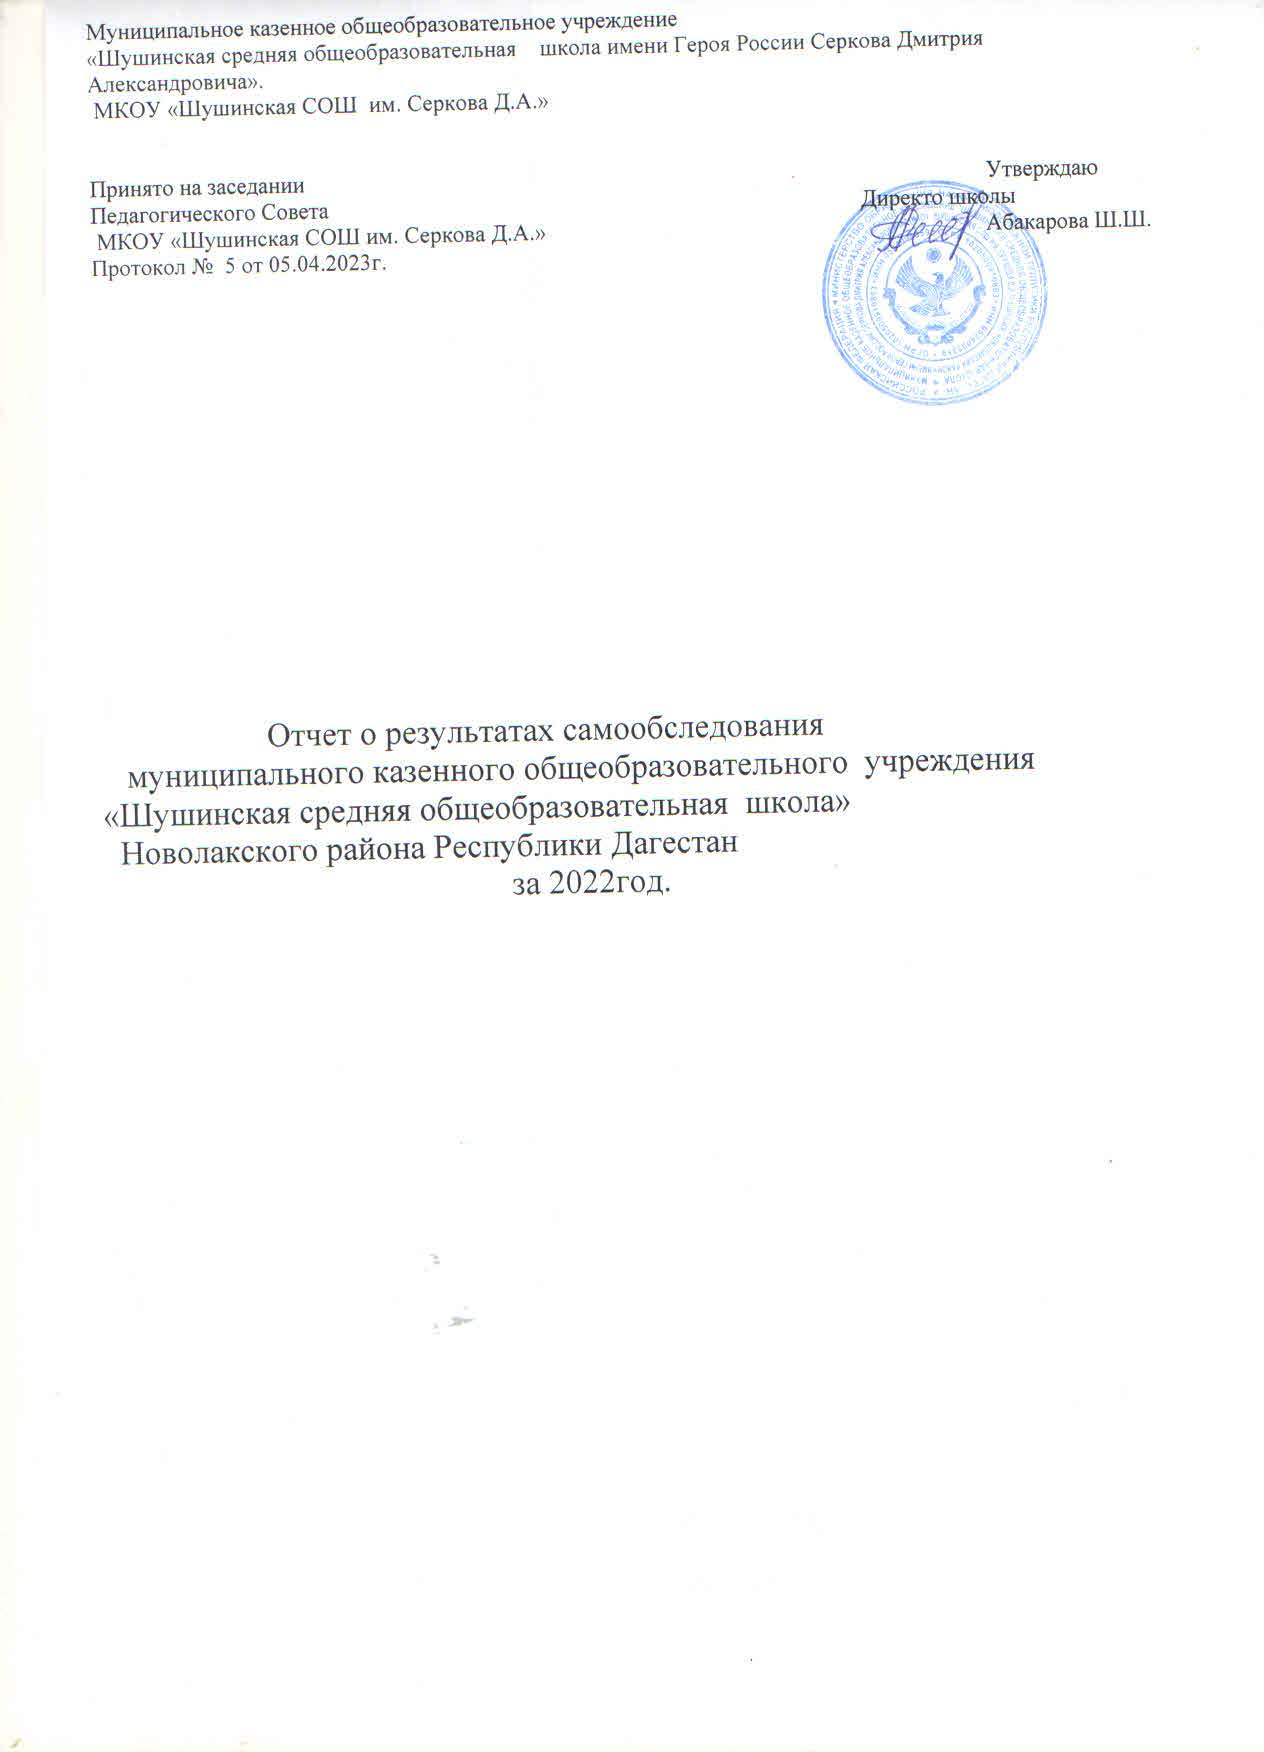 Муниципальное казенное общеобразовательное учреждение
«Шушинская средняя общеобразовательная школа имени Героя России Серкова Дмитрия
Александровича».
МКОУ «Шушинская СОШ им. Серкова Д.А.»
Принято на заседании
Педагогического Совета
МКОУ «Шушинская СОШ им. Серкова Д.А.»
Протокол № 5 от 05.04.2023г.
Утверждаю
Директо школы
Абакарова Ш.Ш.
Отчет о результатах самообследования
муниципального казенного общеобразовательного учреждения
«Шушинская средняя общеобразовательная школа»
Новолакского района Республики Дагестан
за 2022год.